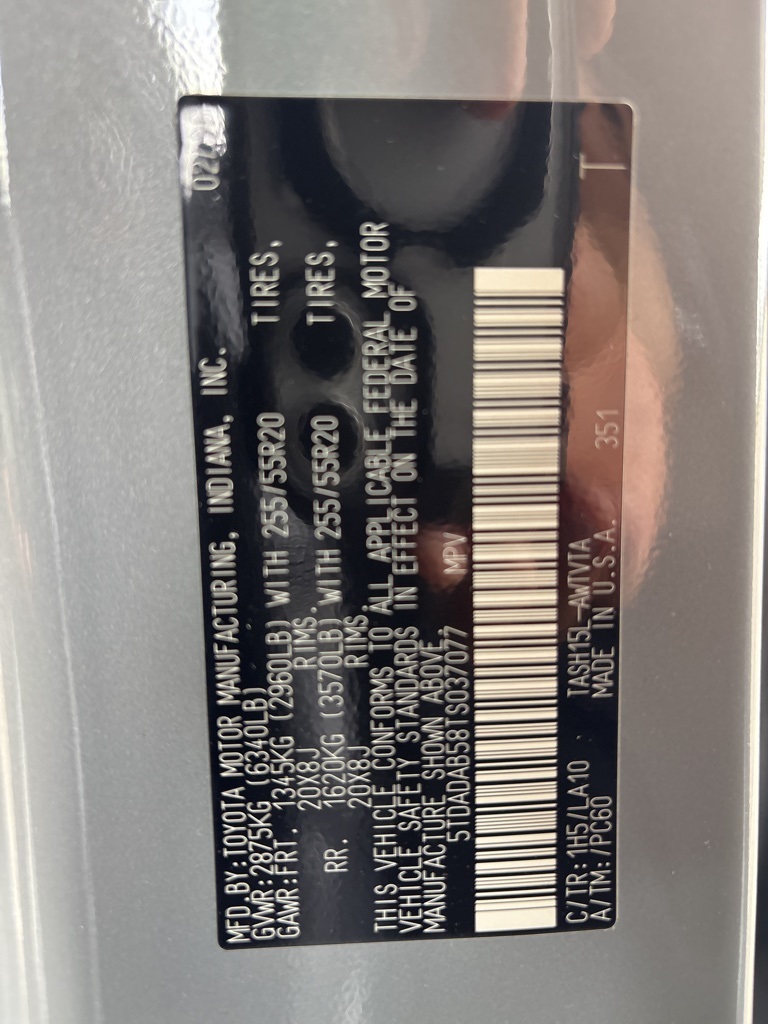 MFD.BY:TOYOTA MOTOR MANUFACTURING, INDIANA, INC.
GVWR:2875KG (6340LB)
GAWR:FRT. 1345KG (2960LB) WITH 255/55R20 TIRES,
20X8J RIMS.
RR. 1620KG (3570LB) WITH 255/55R20 TIRES,
20X8J RIMS
THIS VEHICLE CONFORMS TO ALL APPLICABLE FEDERAL MOTOR
VEHICLE SAFETY STANDARDS IN EFFECT ON THE DATE OF
MANUFACTURE SHOWN ABOVE.
5TDADAB58TS037077 MPV
C/TR: 1H5/LA10 TASH15L-AWTVTA
A/TM: /PC60 MADE IN U.S.A. 351 T